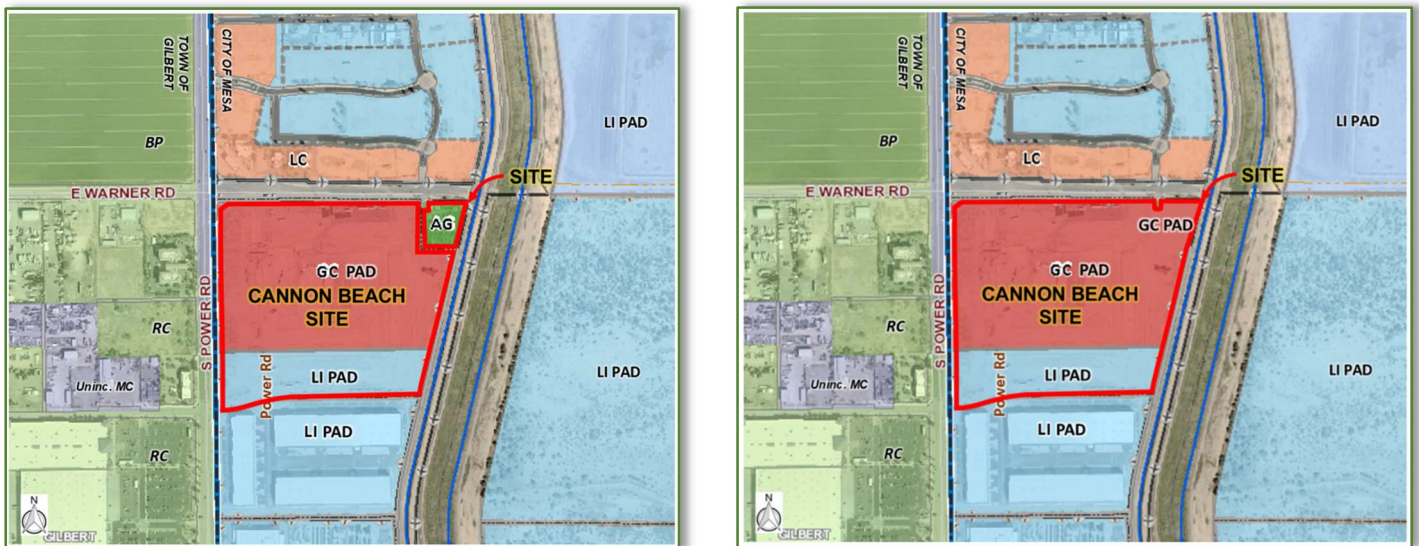 TOWN OF
GILBERT
CITY OF MESA
LI PAD
BP
LC
SITE
E WARNER RD
AG
GC PAD
CANNON BEACH
SITE
S POWER RD
RC
LI PAD
Uninc. MC
LI PAD
Power Rd
LI PAD
RC
N
GILBERT
TOWN OF
GILBERT
CITY OF MESA
LI PAD
BP
LC
SITE
E WARNER RD
GC PAD
GC PAD
CANNON BEACH
SITE
S POWER RD
RC
LI PAD
Uninc. MC
LI PAD
Power Rd
LI PAD
RC
N
GILBERT